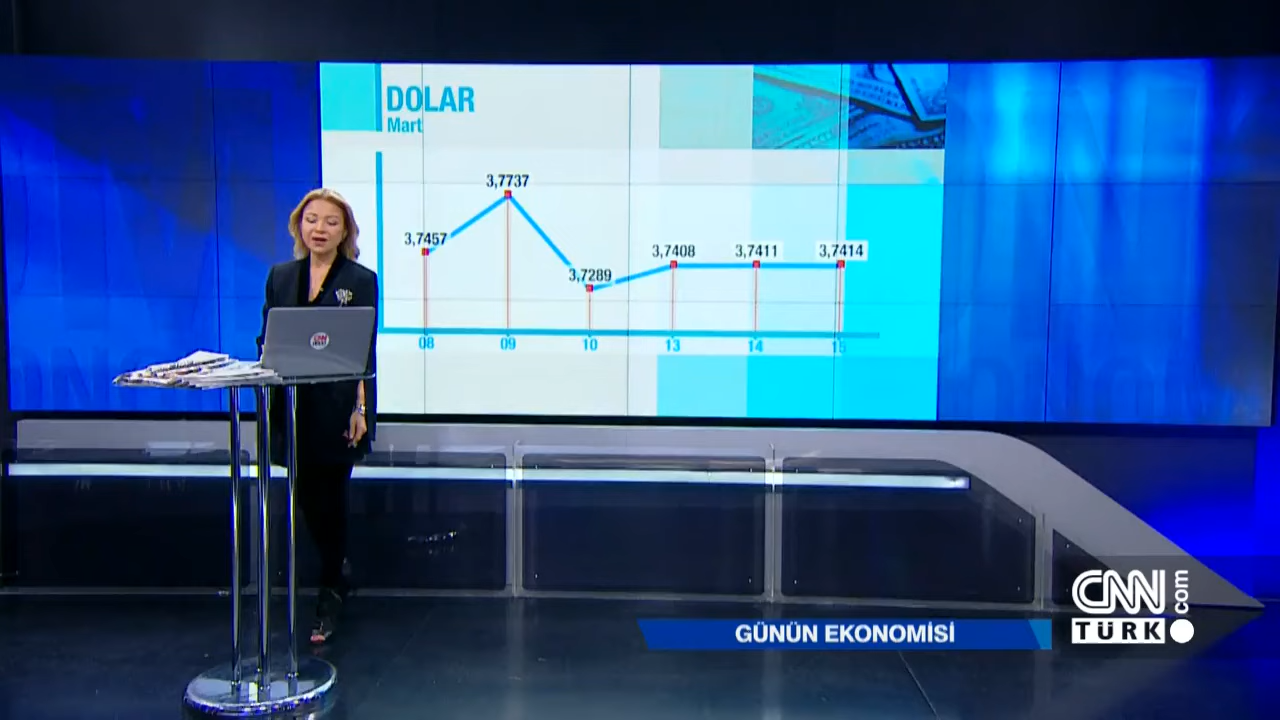 DOLAR
Mart
3,7737
3,7457
3,7408
3,7411
3,7414
3,7289
08
09
10
13
14
15
CNN
GÜNÜN EKONOMİSİ
CNN
TÜRK
.com